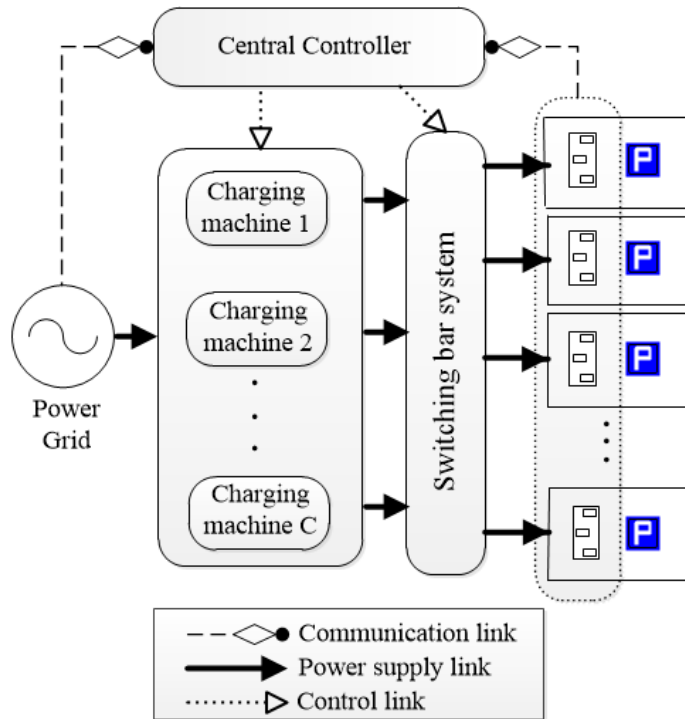 Central Controller
Charging
machine 1
P
P
Charging
machine 2
P
Switching bar system
Power
Grid
Charging
machine C
P
Communication link
Power supply link
Control link